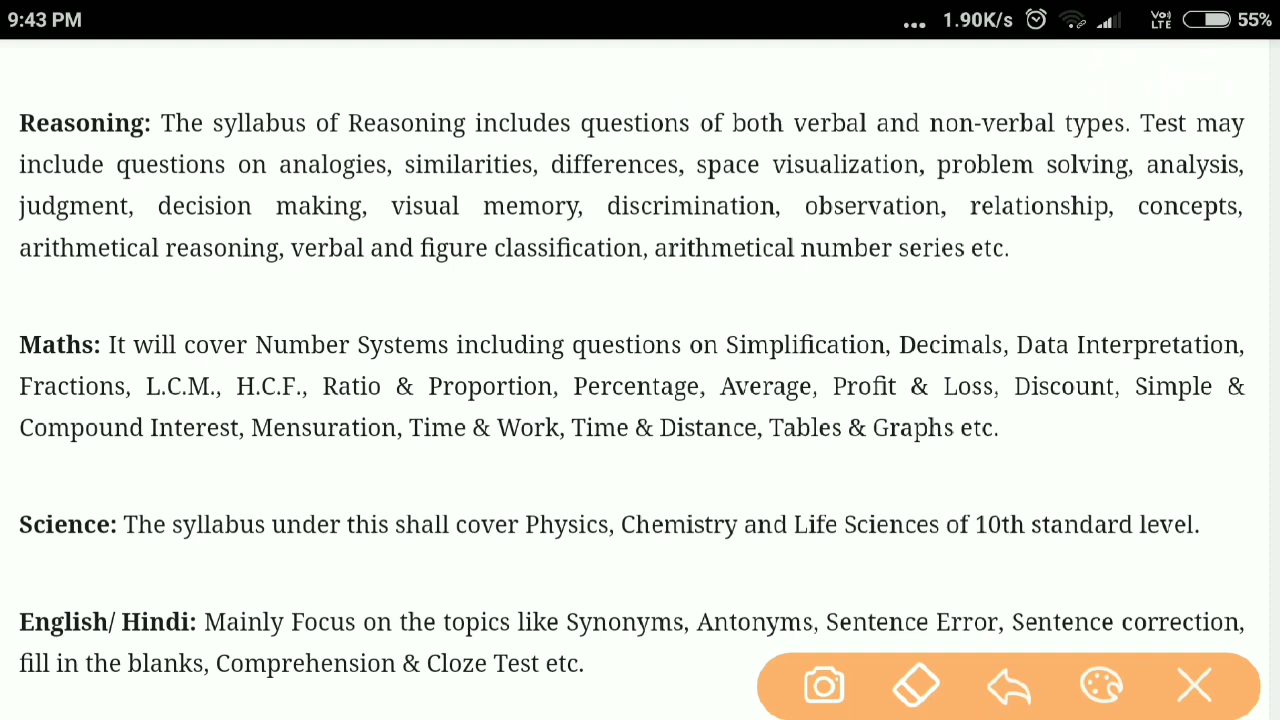 9:43 PM ... 1.90K/s VoLTE 55%
Reasoning: The syllabus of Reasoning includes questions of both verbal and non-verbal types. Test may
include questions on analogies, similarities, differences, space visualization, problem solving, analysis,
judgment, decision making, visual memory, discrimination, observation, relationship, concepts,
arithmetical reasoning, verbal and figure classification, arithmetical number series etc.
Maths: It will cover Number Systems including questions on Simplification, Decimals, Data Interpretation,
Fractions, L.C.M., H.C.F., Ratio & Proportion, Percentage, Average, Profit & Loss, Discount, Simple &
Compound Interest, Mensuration, Time & Work, Time & Distance, Tables & Graphs etc.
Science: The syllabus under this shall cover Physics, Chemistry and Life Sciences of 10th standard level.
English/ Hindi: Mainly Focus on the topics like Synonyms, Antonyms, Sentence Error, Sentence correction,
fill in the blanks, Comprehension & Cloze Test etc.